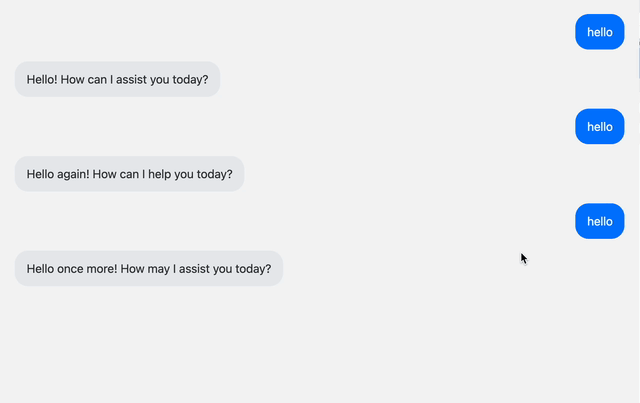 hello
Hello! How can I assist you today?
hello
Hello again! How can I help you today?
hello
Hello once more! How may I assist you today?